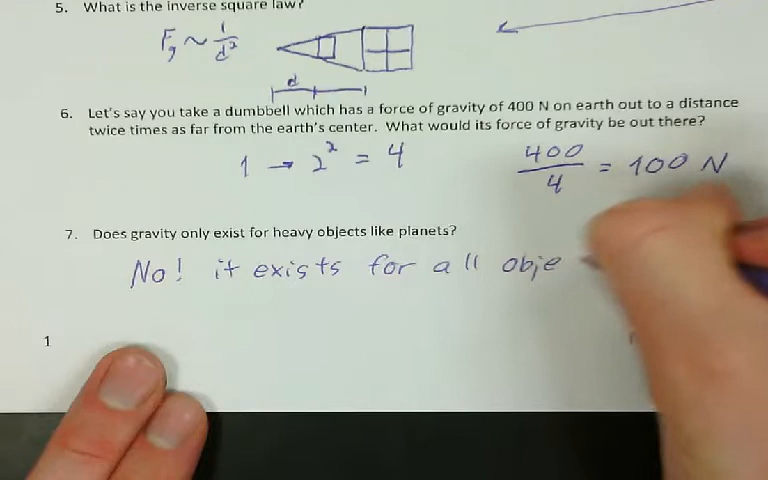 5. What is the inverse square law?
Fg ~ 1/d²
d
6. Let's say you take a dumbbell which has a force of gravity of 400 N on earth out to a distance
twice times as far from the earth's center. What would its force of gravity be out there?
1 → 2² = 4
400/4 = 100 N
7. Does gravity only exist for heavy objects like planets?
No! it exists for all obje
1